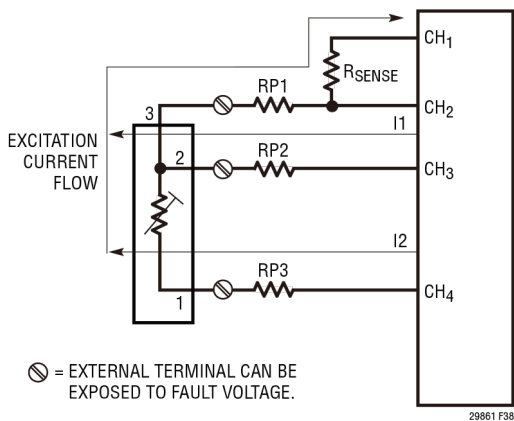 CH1
RSENSE
RP1
CH2
3
I1
EXCITATION
CURRENT
FLOW
2
RP2
CH3
I2
RP3
1
CH4
= EXTERNAL TERMINAL CAN BE
EXPOSED TO FAULT VOLTAGE.
29861 F38